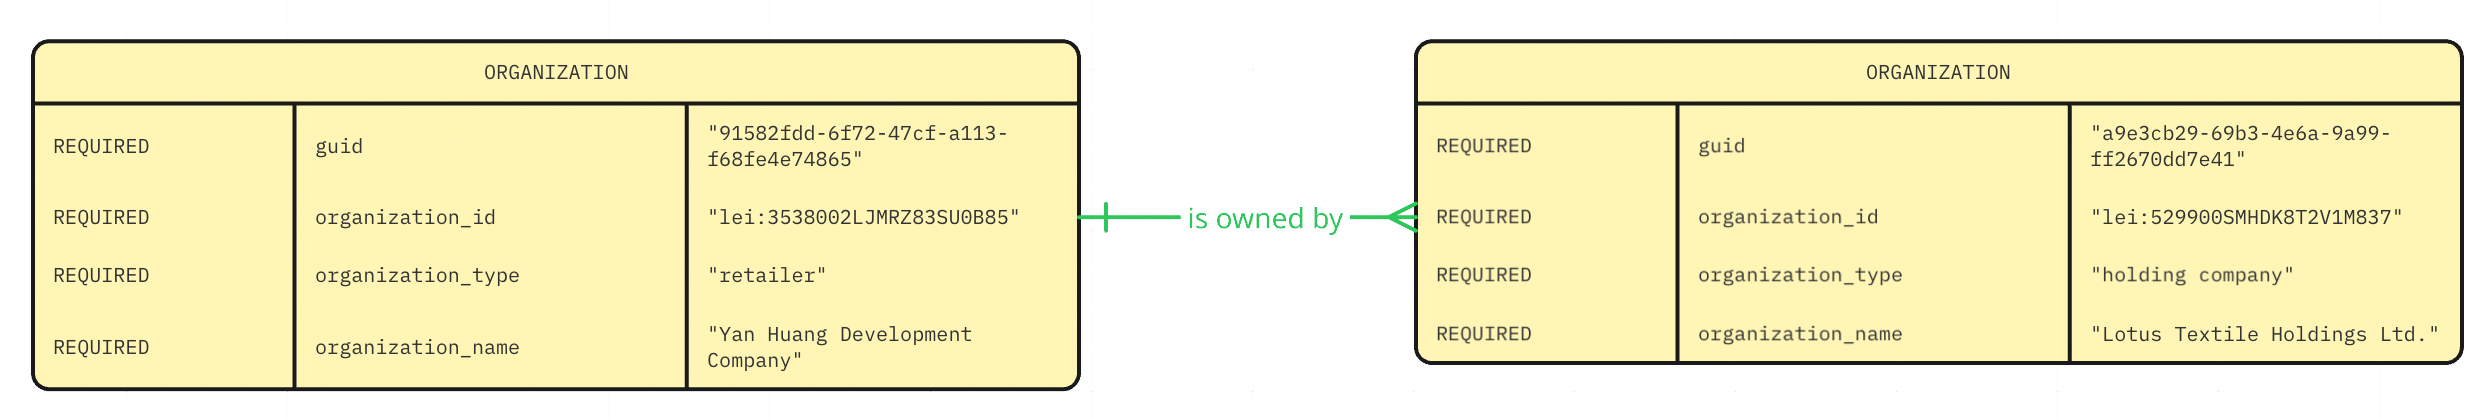 ORGANIZATION
REQUIRED guid "91582fdd-6f72-47cf-a113-
f68fe4e74865"
REQUIRED organization_id "lei:3538002LJMRZ83SU0B85"
REQUIRED organization_type "retailer"
REQUIRED organization_name "Yan Huang Development
Company"
is owned by
ORGANIZATION
REQUIRED guid "a9e3cb29-69b3-4e6a-9a99-
ff2670dd7e41"
REQUIRED organization_id "lei:529900SMHDK8T2V1M837"
REQUIRED organization_type "holding company"
REQUIRED organization_name "Lotus Textile Holdings Ltd."